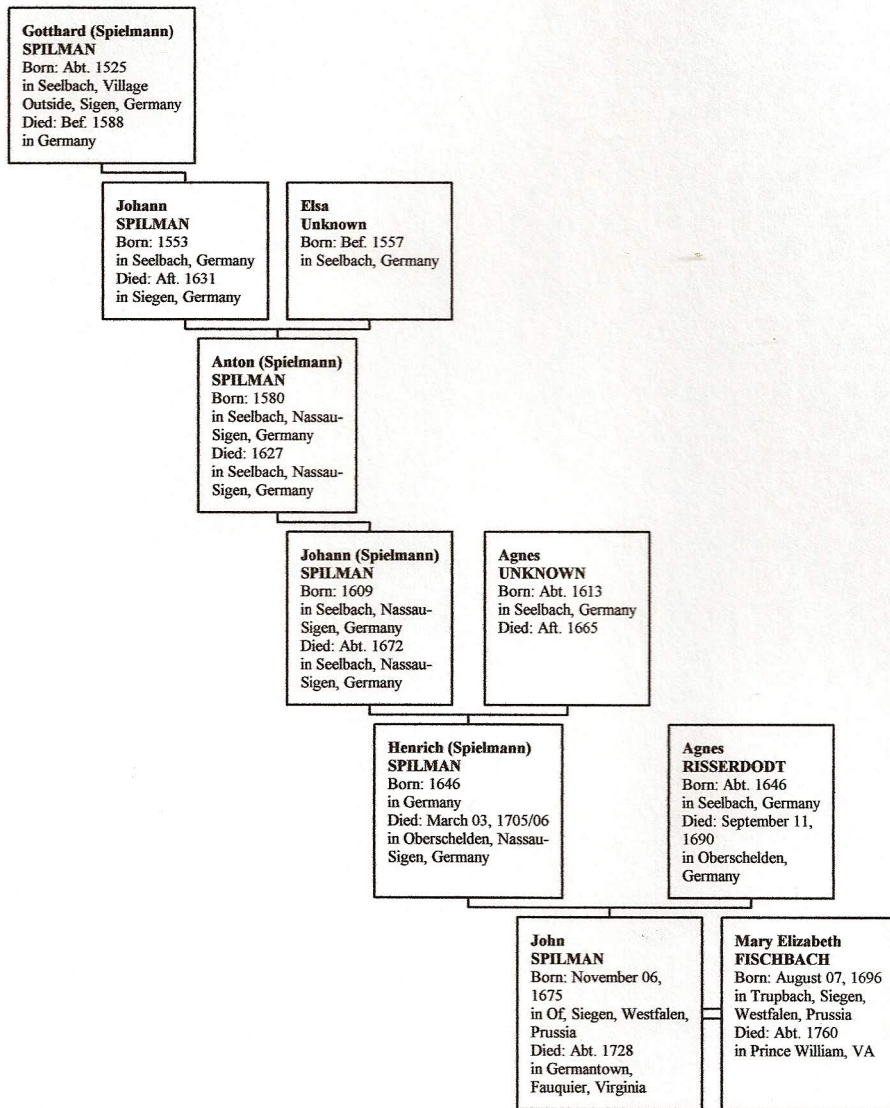 Gotthard (Spielmann)
SPILMAN
Born: Abt. 1525
in Seelbach, Village
Outside, Sigen, Germany
Died: Bef. 1588
in Germany
Johann
SPILMAN
Born: 1553
in Seelbach, Germany
Died: Aft. 1631
in Siegen, Germany
Elsa
Unknown
Born: Bef. 1557
in Seelbach, Germany
Anton (Spielmann)
SPILMAN
Born: 1580
in Seelbach, Nassau-
Sigen, Germany
Died: 1627
in Seelbach, Nassau-
Sigen, Germany
Johann (Spielmann)
SPILMAN
Born: 1609
in Seelbach, Nassau-
Sigen, Germany
Died: Abt. 1672
in Seelbach, Nassau-
Sigen, Germany
Agnes
UNKNOWN
Born: Abt. 1613
in Seelbach, Germany
Died: Aft. 1665
Henrich (Spielmann)
SPILMAN
Born: 1646
in Germany
Died: March 03, 1705/06
in Oberschelden, Nassau-
Sigen, Germany
Agnes
RISSERDODT
Born: Abt. 1646
in Seelbach, Germany
Died: September 11,
1690
in Oberschelden,
Germany
John
SPILMAN
Born: November 06,
1675
in Of, Siegen, Westfalen,
Prussia
Died: Abt. 1728
in Germantown,
Fauquier, Virginia
Mary Elizabeth
FISCHBACH
Born: August 07, 1696
in Trupbach, Siegen,
Westfalen, Prussia
Died: Abt. 1760
in Prince William, VA